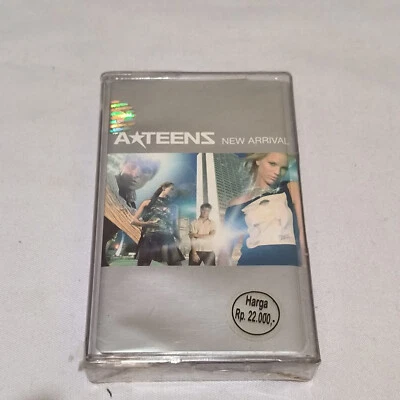 A★TEENS NEW ARRIVAL
Harga
Rp. 22.000,-